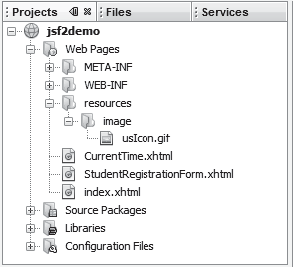 Projects Files Services
jsf2demo
Web Pages
META-INF
WEB-INF
resources
image
usIcon.gif
CurrentTime.xhtml
StudentRegistrationForm.xhtml
index.xhtml
Source Packages
Libraries
Configuration Files